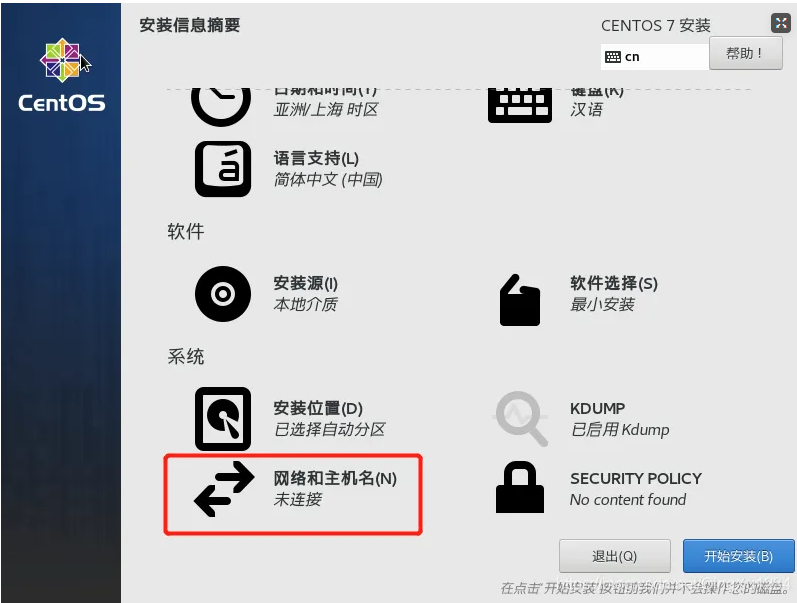 安装信息摘要
CENTOS 7 安装
cn
帮助！
CentOS
日期和时间(T)
亚洲/上海 时区
键盘(K)
汉语
语言支持(L)
简体中文 (中国)
软件
安装源(I)
本地介质
软件选择(S)
最小安装
系统
安装位置(D)
已选择自动分区
KDUMP
已启用 Kdump
网络和主机名(N)
未连接
SECURITY POLICY
No content found
退出(Q)
开始安装(B)
在点击'开始安装'按钮前我们并不会操作您的磁盘。